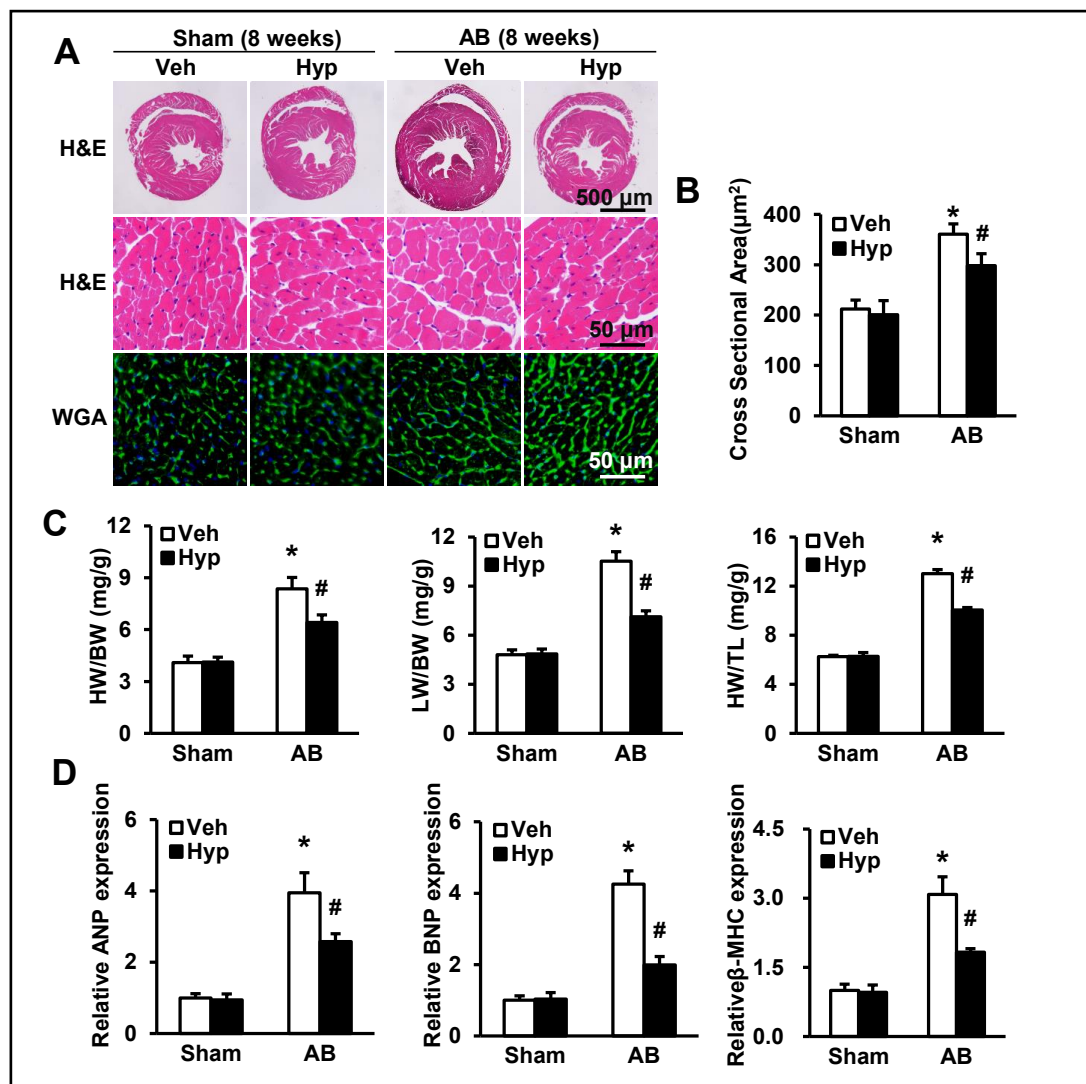 A
Sham (8 weeks) AB (8 weeks)
Veh Hyp Veh Hyp
H&E
500 µm
H&E
50 µm
WGA
50 µm
B
Cross Sectional Area(µm²)
400
300
200
100
0
Veh
Hyp
*
#
Sham AB
C
HW/BW (mg/g)
12
9
6
3
0
Veh
Hyp
*
#
Sham AB
LW/BW (mg/g)
12
9
6
3
0
Veh
Hyp
*
#
Sham AB
HW/TL (mg/g)
16
12
8
4
0
Veh
Hyp
*
#
Sham AB
D
Relative ANP expression
6
4
2
0
Veh
Hyp
*
#
Sham AB
Relative BNP expression
6
4
2
0
Veh
Hyp
*
#
Sham AB
Relativeβ-MHC expression
4.5
3.0
1.5
0.0
Veh
Hyp
*
#
Sham AB